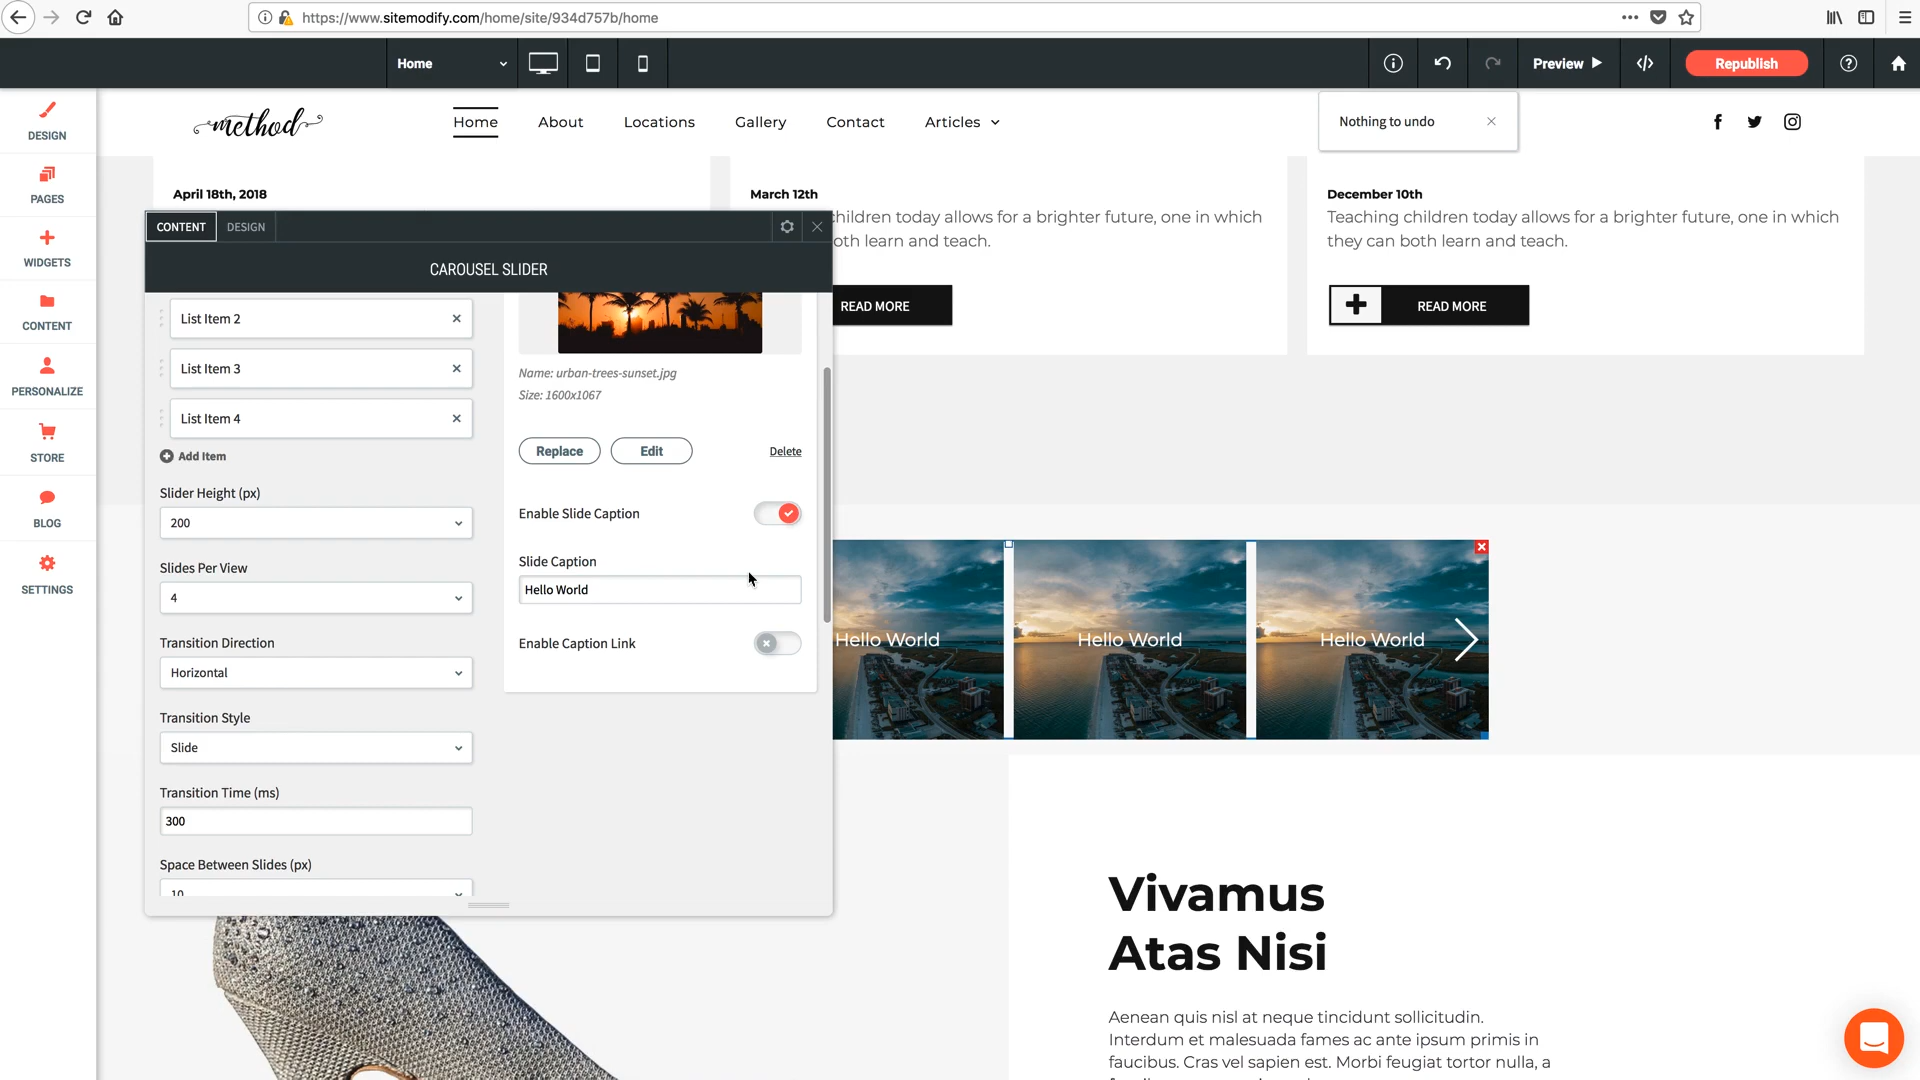 https://www.sitemodify.com/home/site/934d757b/home
Home
Preview
Republish
DESIGN
PAGES
WIDGETS
CONTENT
PERSONALIZE
STORE
BLOG
SETTINGS
method
Home About Locations Gallery Contact Articles
Nothing to undo
April 18th, 2018
March 12th
children today allows for a brighter future, one in which
oth learn and teach.
READ MORE
December 10th
Teaching children today allows for a brighter future, one in which
they can both learn and teach.
READ MORE
CONTENT DESIGN
CAROUSEL SLIDER
List Item 2
List Item 3
List Item 4
Add Item
Slider Height (px)
200
Slides Per View
4
Transition Direction
Horizontal
Transition Style
Slide
Transition Time (ms)
300
Space Between Slides (px)
10
Name: urban-trees-sunset.jpg
Size: 1600x1067
Replace Edit Delete
Enable Slide Caption
Slide Caption
Hello World
Enable Caption Link
Hello World
Hello World
Hello World
Vivamus
Atas Nisi
Aenean quis nisl at neque tincidunt sollicitudin.
Interdum et malesuada fames ac ante ipsum primis in
faucibus. Cras vel sapien est. Morbi feugiat tortor nulla, a